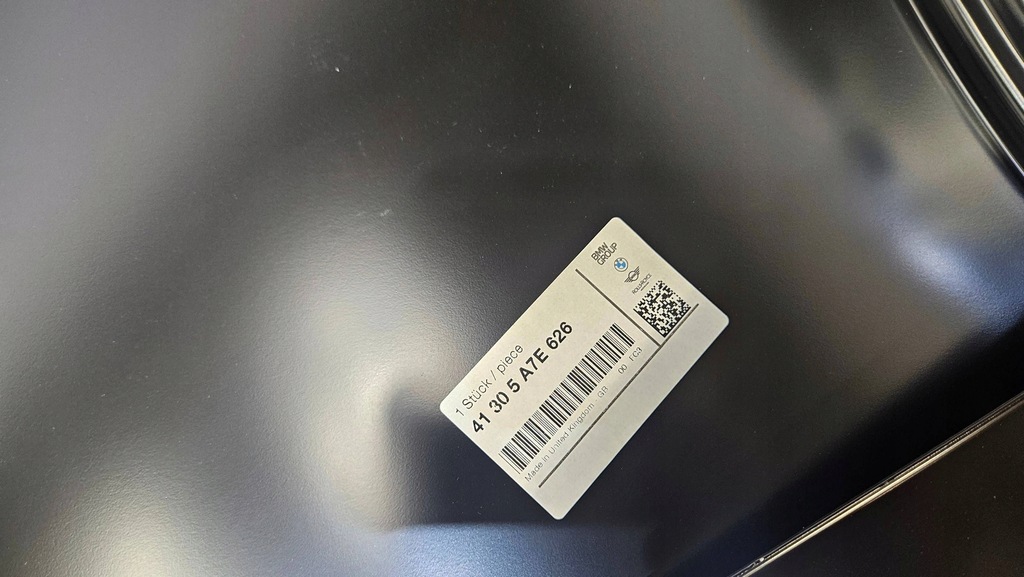 1 Stück / piece
41 30 5 A7E 626
Made in United Kingdom
BMW
GROUP